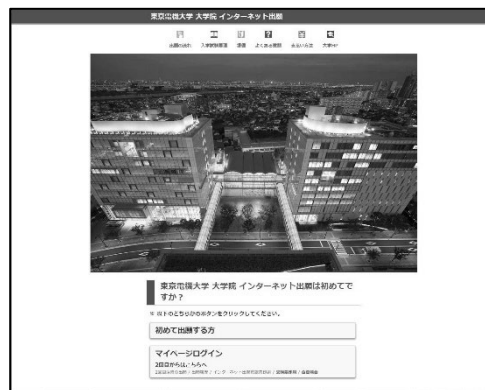 東京電機大学 大学院 インターネット出願
出願の流れ 入学試験要項 願書 よくある質問 支払い方法 大学HP
東京電機大学 大学院 インターネット出願は初めてで
すか？
※ 以下のどちらかのボタンをクリックしてください。
初めて出願する方
マイページログイン
2回目からはこちらへ